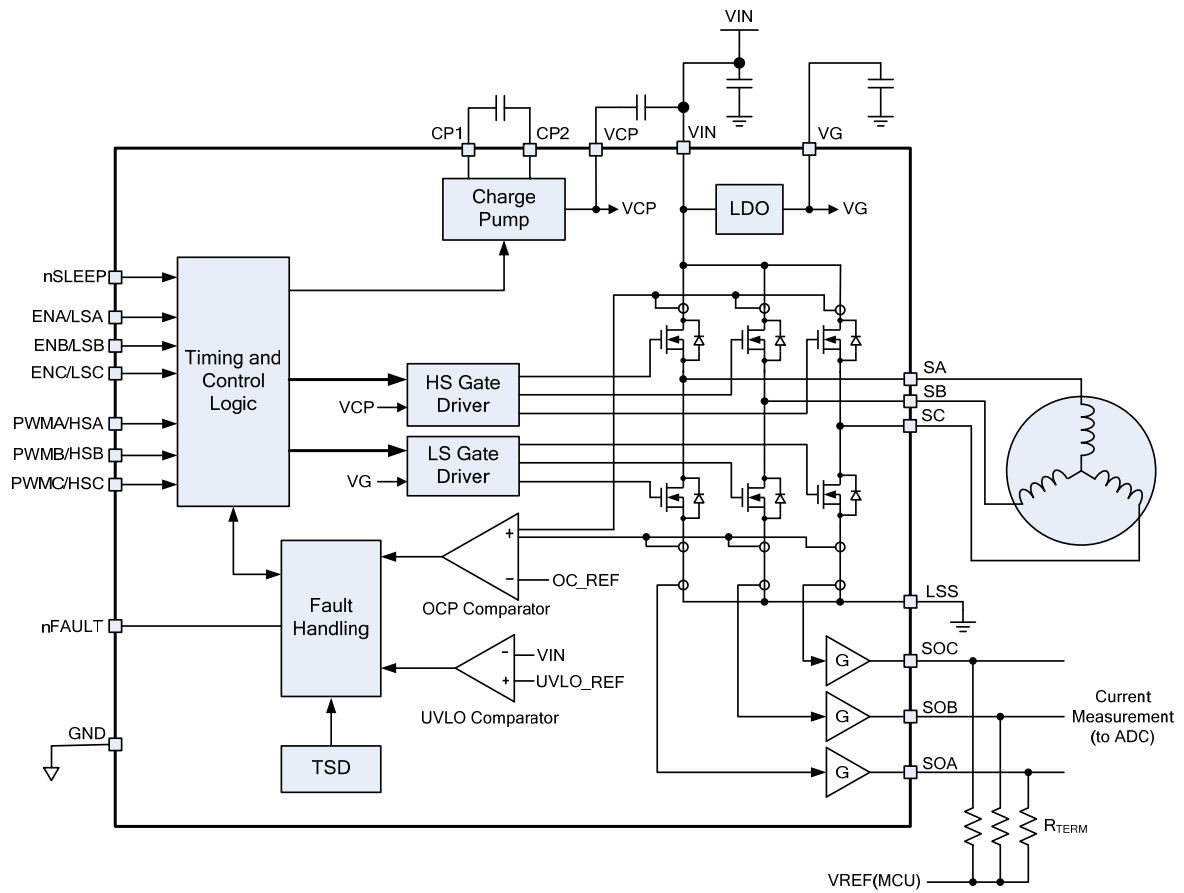 VIN
CP1
CP2
VCP
VIN
VG
Charge
Pump
VCP
LDO
VG
nSLEEP
ENA/LSA
ENB/LSB
ENC/LSC
PWMA/HSA
PWMB/HSB
PWMC/HSC
Timing and
Control
Logic
HS Gate
Driver
VCP
LS Gate
Driver
VG
SA
SB
SC
+
−
OC_REF
OCP Comparator
Fault
Handling
nFAULT
-
VIN
+
UVLO_REF
UVLO Comparator
LSS
G
SOC
G
SOB
G
SOA
Current
Measurement
(to ADC)
GND
TSD
RTERM
VREF(MCU)